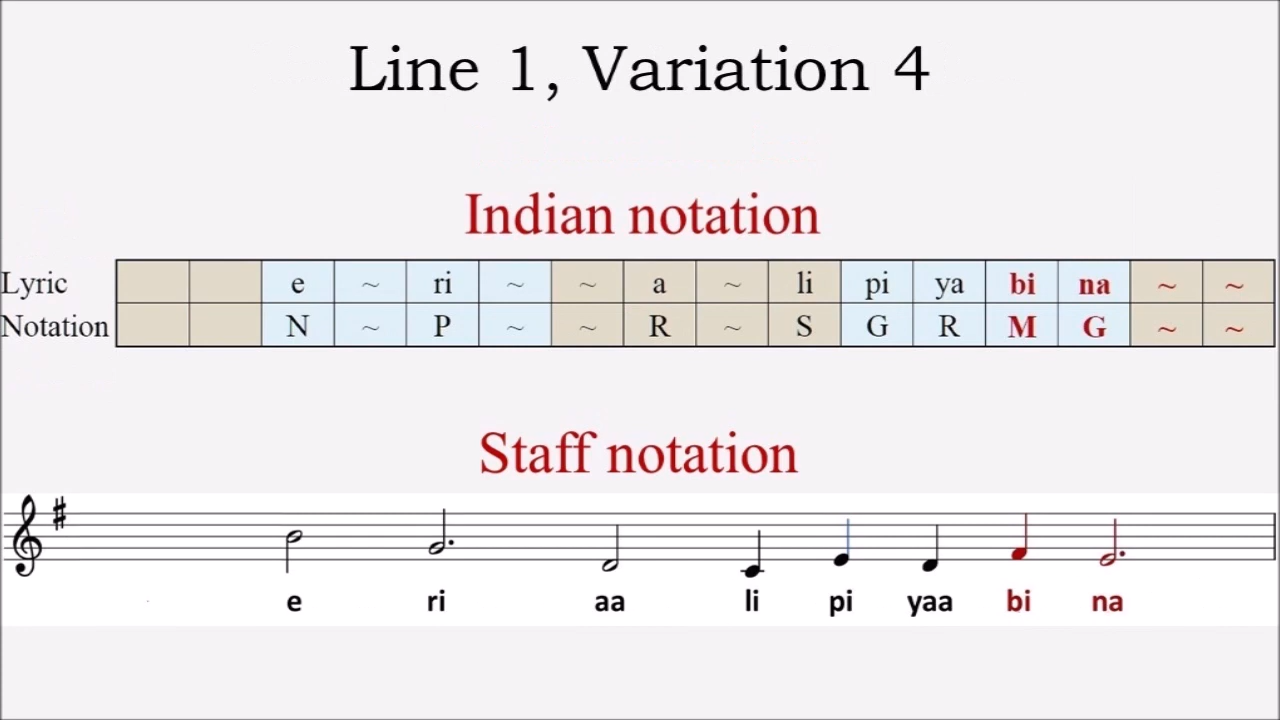 Line 1, Variation 4
Indian notation
Lyric e ~ ri ~ ~ a ~ li pi ya bi na ~ ~
Notation N ~ P ~ ~ R ~ S G R M G ~ ~
Staff notation
e ri aa li pi yaa bi na